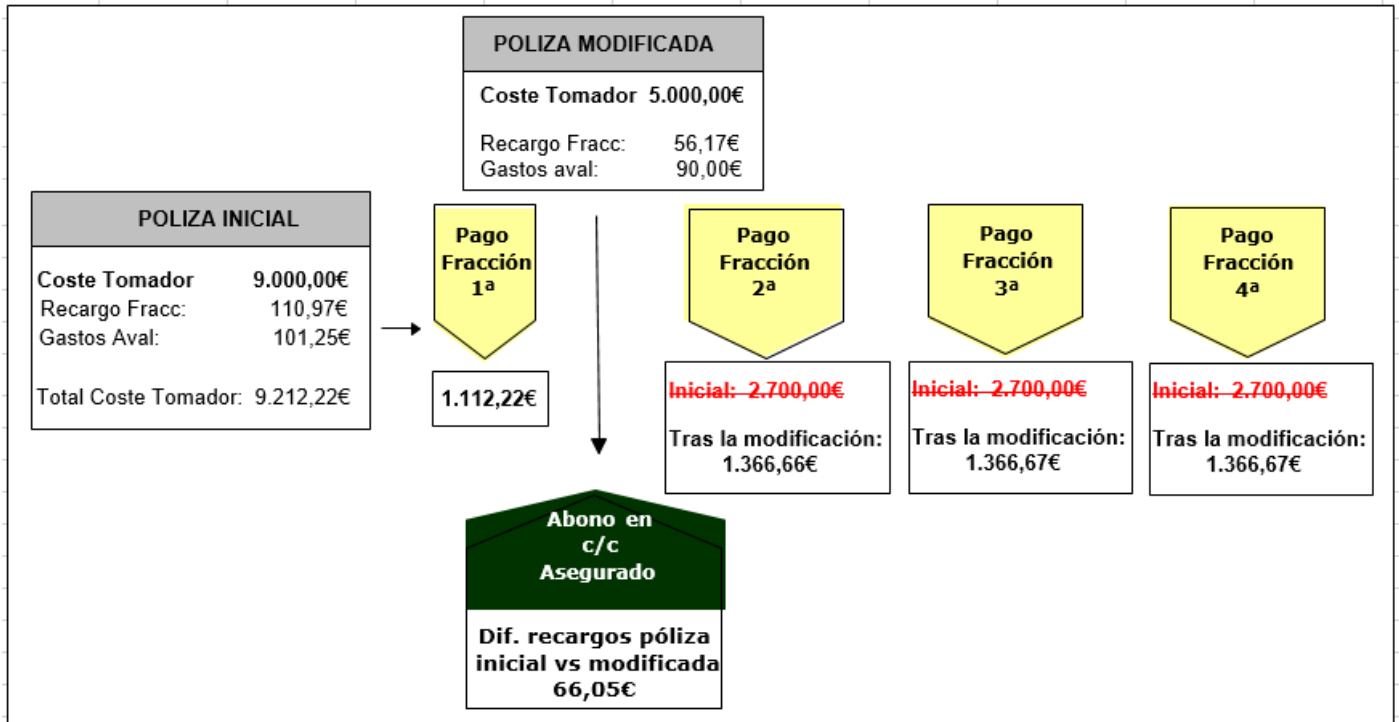 POLIZA MODIFICADA
Coste Tomador 5.000,00€
Recargo Fracc: 56,17€
Gastos aval: 90,00€
POLIZA INICIAL
Coste Tomador 9.000,00€
Recargo Fracc: 110,97€
Gastos Aval: 101,25€
Total Coste Tomador: 9.212,22€
Pago
Fracción
1ª
1.112,22€
Pago
Fracción
2ª
Inicial: 2.700,00€
Tras la modificación:
1.366,66€
Pago
Fracción
3ª
Inicial: 2.700,00€
Tras la modificación:
1.366,67€
Pago
Fracción
4ª
Inicial: 2.700,00€
Tras la modificación:
1.366,67€
Abono en
c/c
Asegurado
Dif. recargos póliza
inicial vs modificada
66,05€